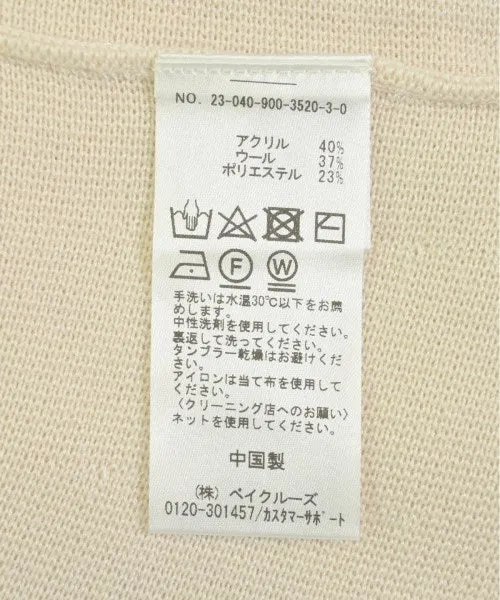 NO. 23-040-900-3520-3-0
アクリル 40%
ウール 37%
ポリエステル 23%
F W
手洗いは水温30℃以下をお薦
めします。
中性洗剤を使用してください。
裏返して洗ってください。
タンブラー乾燥はお避けくだ
さい。
アイロンは当て布を使用して
ください。
〈クリーニング店へのお願い〉
ネットを使用してください。
中国製
(株) ベイクルーズ
0120-301457/カスタマーサポート